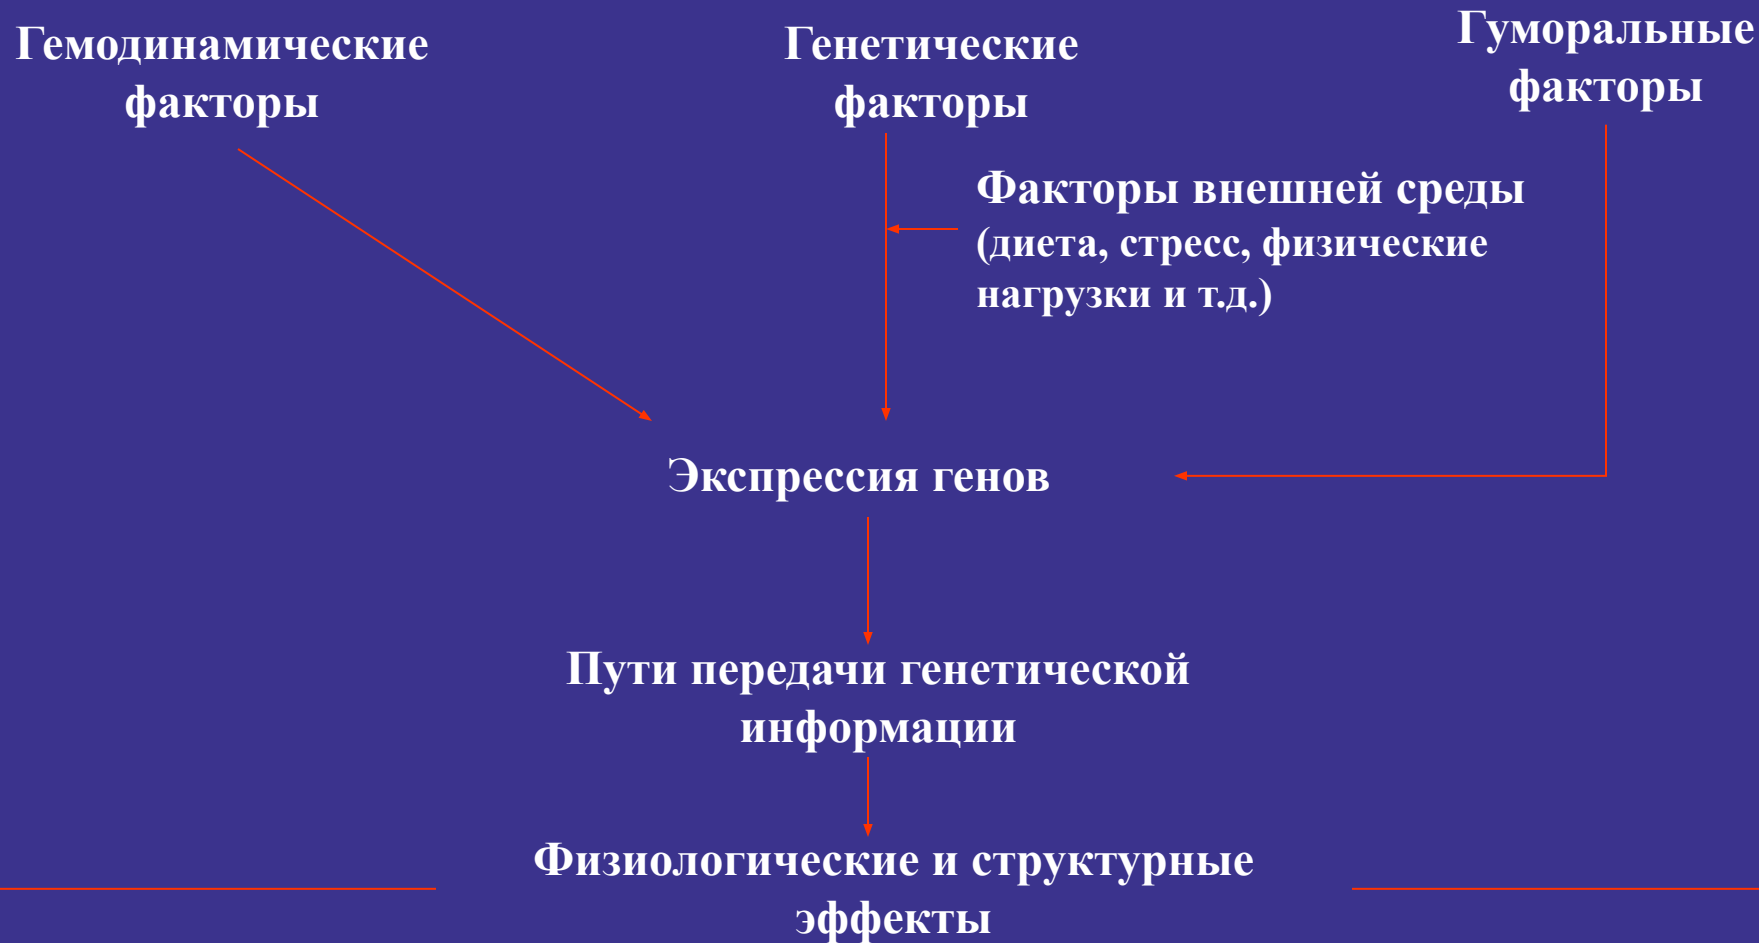 Гемодинамические
факторы
Генетические
факторы
Гуморальные
факторы
Факторы внешней среды
(диета, стресс, физические
нагрузки и т.д.)
Экспрессия генов
Пути передачи генетической
информации
Физиологические и структурные
эффекты